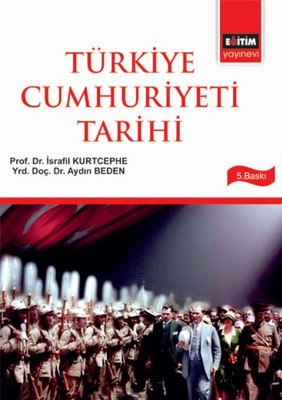 EĞİTİM
yayınevi
TÜRKİYE
CUMHURİYETİ
TARİHİ
Prof. Dr. İsrafil KURTCEPHE
Yrd. Doç. Dr. Aydın BEDEN
5.Baskı